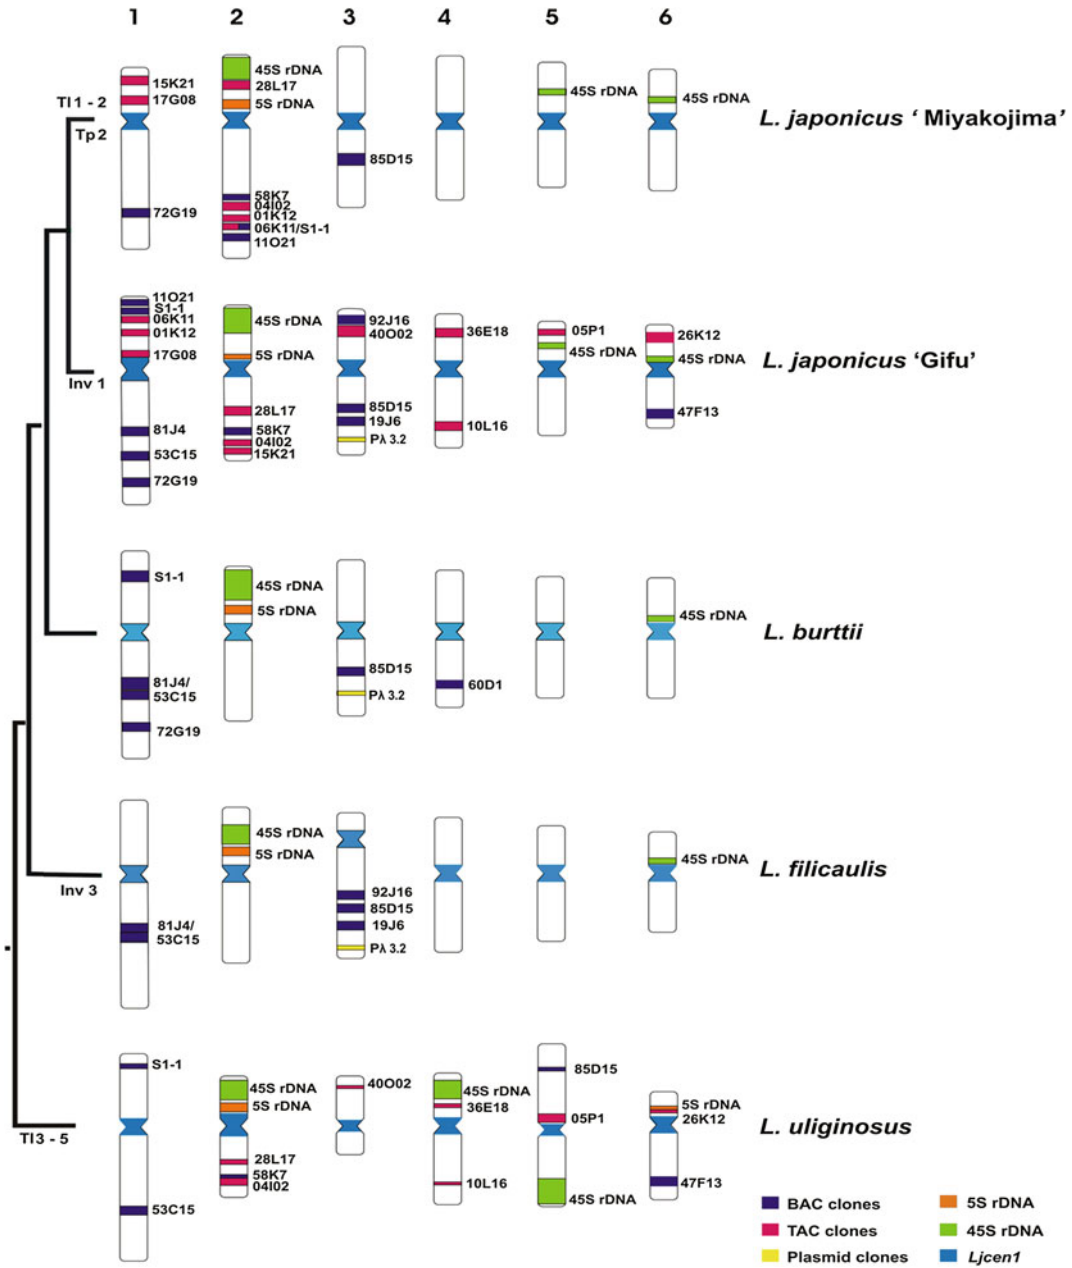 1 2 3 4 5 6
Tl 1 - 2
Tp 2
15K21
17G08
72G19
45S rDNA
28L17
5S rDNA
58K7
04I02
01K12
06K11/S1-1
11O21
85D15
45S rDNA
45S rDNA
L. japonicus ‘ Miyakojima’
Inv 1
11O21
S1-1
06K11
01K12
17G08
81J4
53C15
72G19
45S rDNA
5S rDNA
28L17
58K7
04I02
15K21
92J16
40O02
85D15
19J6
Pλ 3.2
36E18
10L16
05P1
45S rDNA
26K12
45S rDNA
47F13
L. japonicus ‘Gifu’
S1-1
81J4/
53C15
72G19
45S rDNA
5S rDNA
85D15
Pλ 3.2
60D1
45S rDNA
L. burttii
Inv 3
81J4/
53C15
45S rDNA
5S rDNA
92J16
85D15
19J6
Pλ 3.2
45S rDNA
L. filicaulis
Tl 3 - 5
S1-1
53C15
45S rDNA
5S rDNA
28L17
58K7
04I02
40O02
45S rDNA
36E18
10L16
85D15
05P1
45S rDNA
5S rDNA
26K12
47F13
L. uliginosus
BAC clones
TAC clones
Plasmid clones
5S rDNA
45S rDNA
Ljcen1